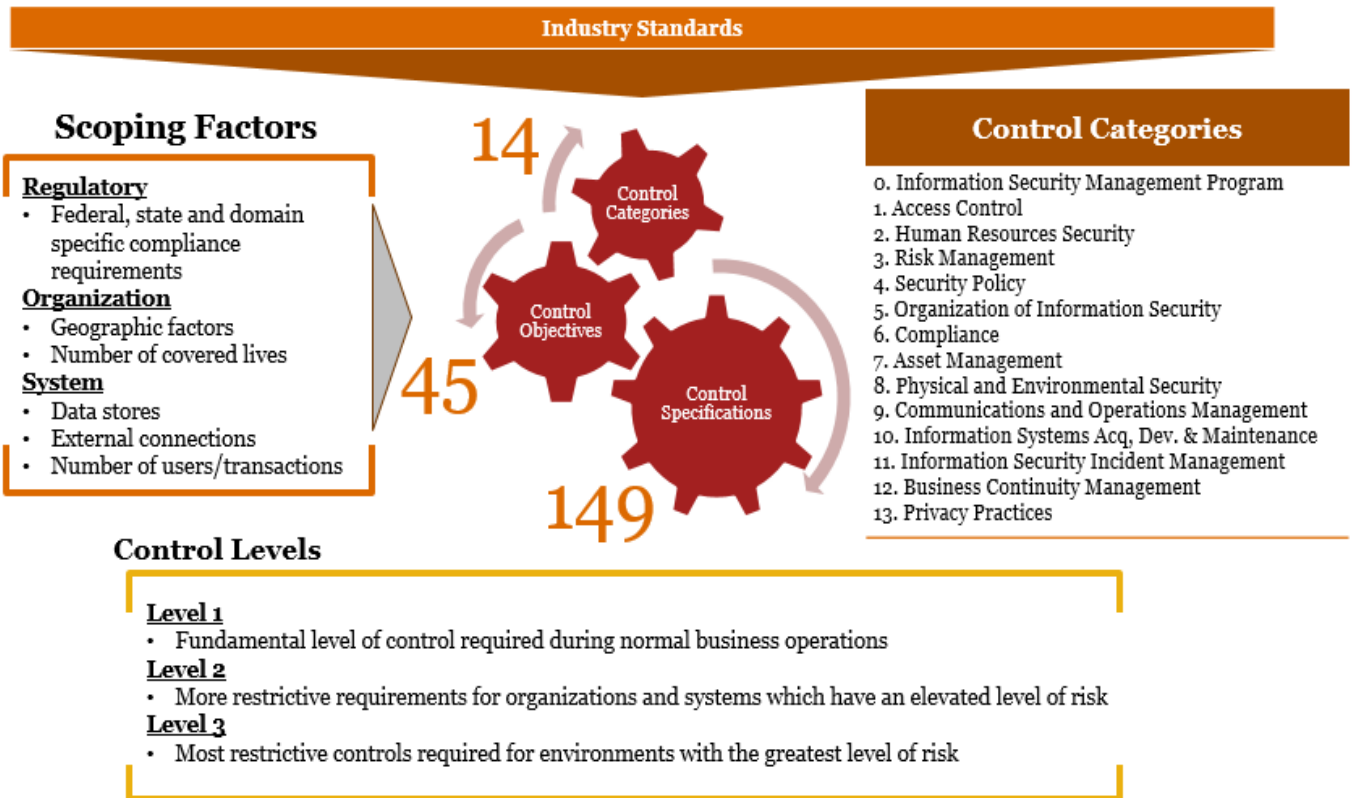 Industry Standards
Scoping Factors
Regulatory
• Federal, state and domain
specific compliance
requirements
Organization
• Geographic factors
• Number of covered lives
System
• Data stores
• External connections
• Number of users/transactions
14
Control
Categories
45
Control
Objectives
149
Control
Specifications
Control Categories
0. Information Security Management Program
1. Access Control
2. Human Resources Security
3. Risk Management
4. Security Policy
5. Organization of Information Security
6. Compliance
7. Asset Management
8. Physical and Environmental Security
9. Communications and Operations Management
10. Information Systems Acq, Dev. & Maintenance
11. Information Security Incident Management
12. Business Continuity Management
13. Privacy Practices
Control Levels
Level 1
• Fundamental level of control required during normal business operations
Level 2
• More restrictive requirements for organizations and systems which have an elevated level of risk
Level 3
• Most restrictive controls required for environments with the greatest level of risk